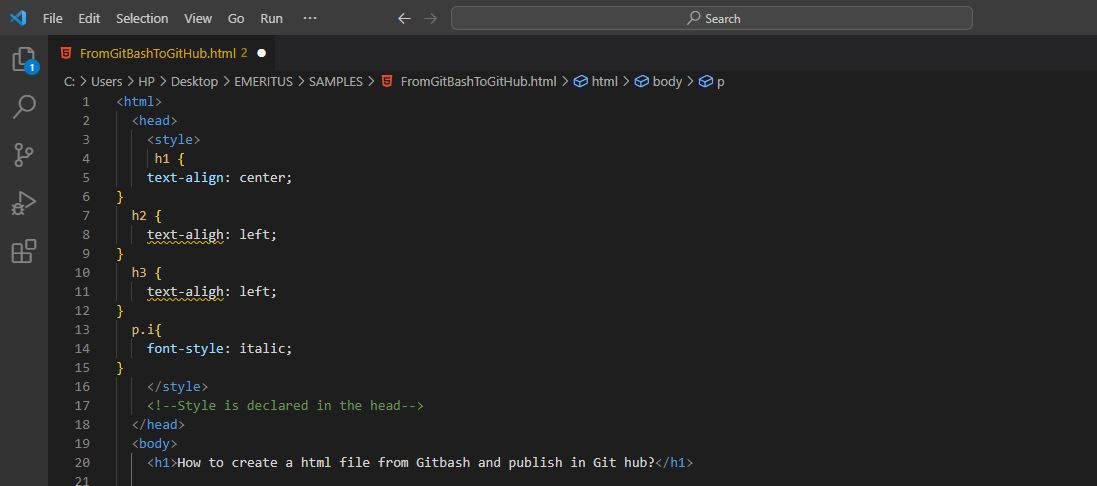 File Edit Selection View Go Run ··· ← → Search
FromGitBashToGitHub.html 2 ●
1
C: > Users > HP > Desktop > EMERITUS > SAMPLES > FromGitBashToGitHub.html > html > body > p
1 <html>
2 <head>
3 <style>
4 h1 {
5 text-align: center;
6 }
7 h2 {
8 text-aligh: left;
9 }
10 h3 {
11 text-aligh: left;
12 }
13 p.i{
14 font-style: italic;
15 }
16 </style>
17 <!--Style is declared in the head-->
18 </head>
19 <body>
20 <h1>How to create a html file from Gitbash and publish in Git hub?</h1>
21